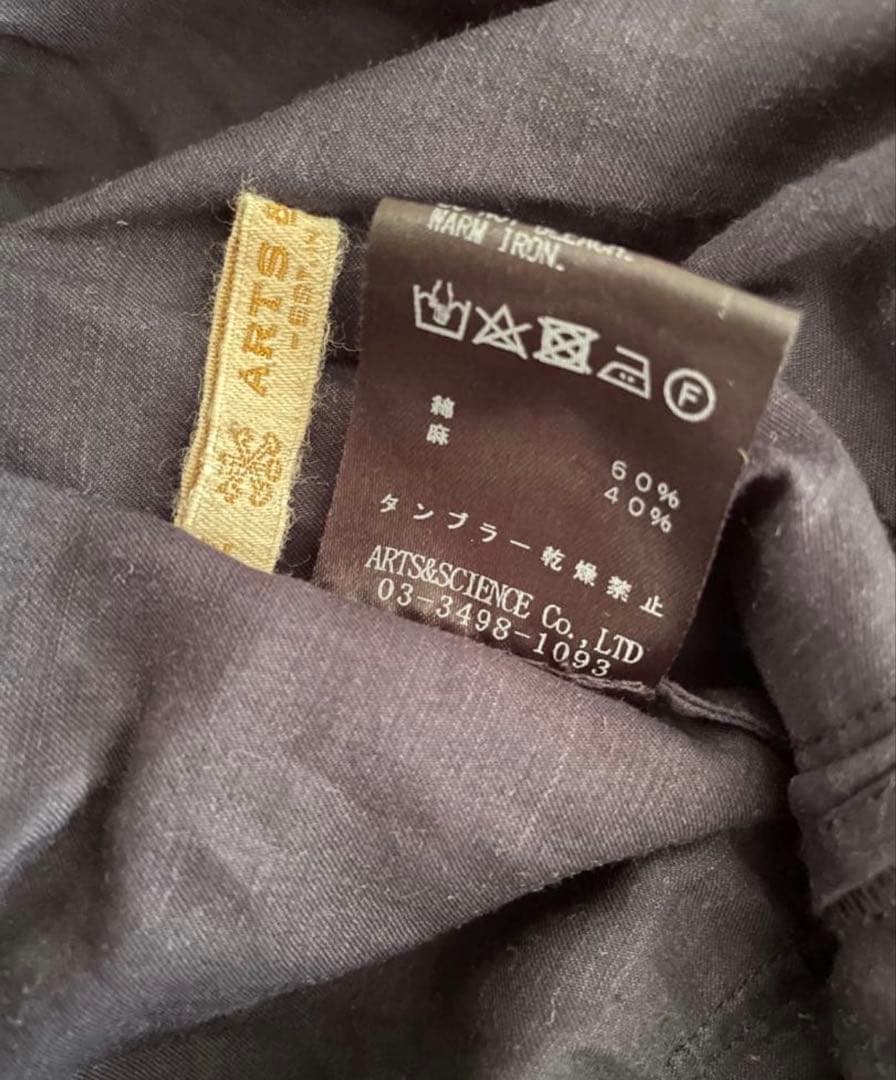 ARTS &
WARM IRON.
F
綿 60%
麻 40%
タンブラー乾燥禁止
ARTS&SCIENCE Co.,LTD
03-3498-1093